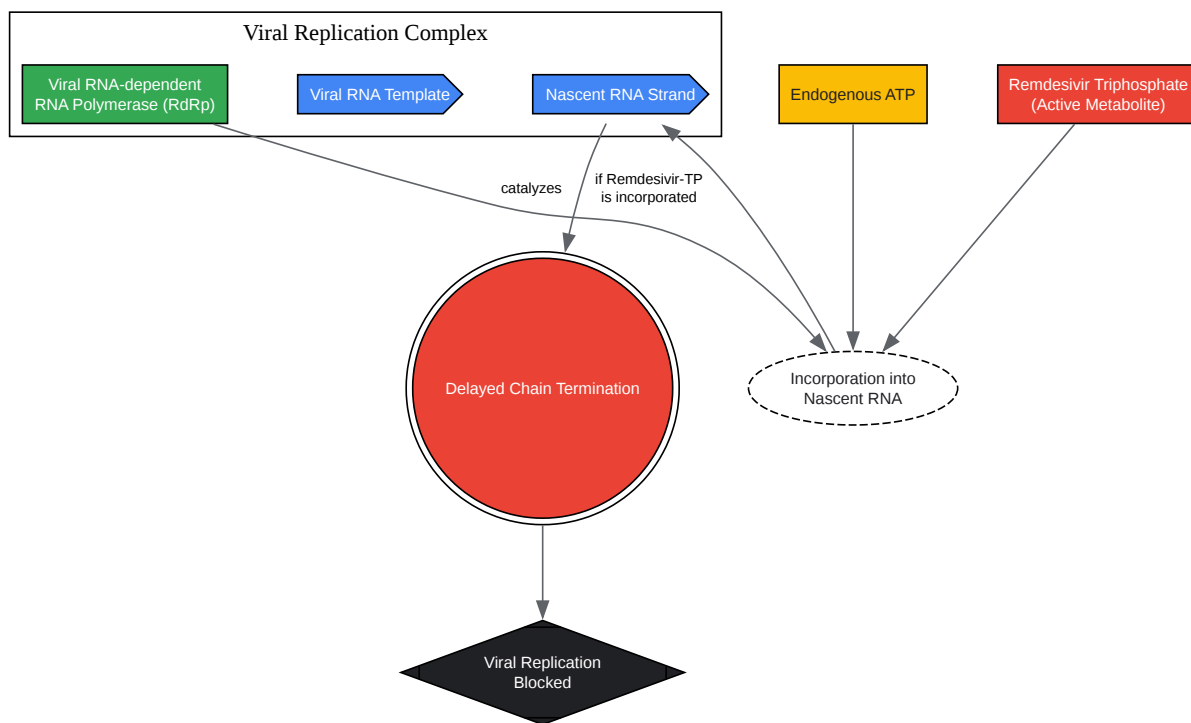 Viral Replication Complex
Viral RNA-dependent
RNA Polymerase (RdRp)
Viral RNA Template
Nascent RNA Strand
Endogenous ATP
Remdesivir Triphosphate
(Active Metabolite)
catalyzes
if Remdesivir-TP
is incorporated
Delayed Chain Termination
Incorporation into
Nascent RNA
Viral Replication
Blocked